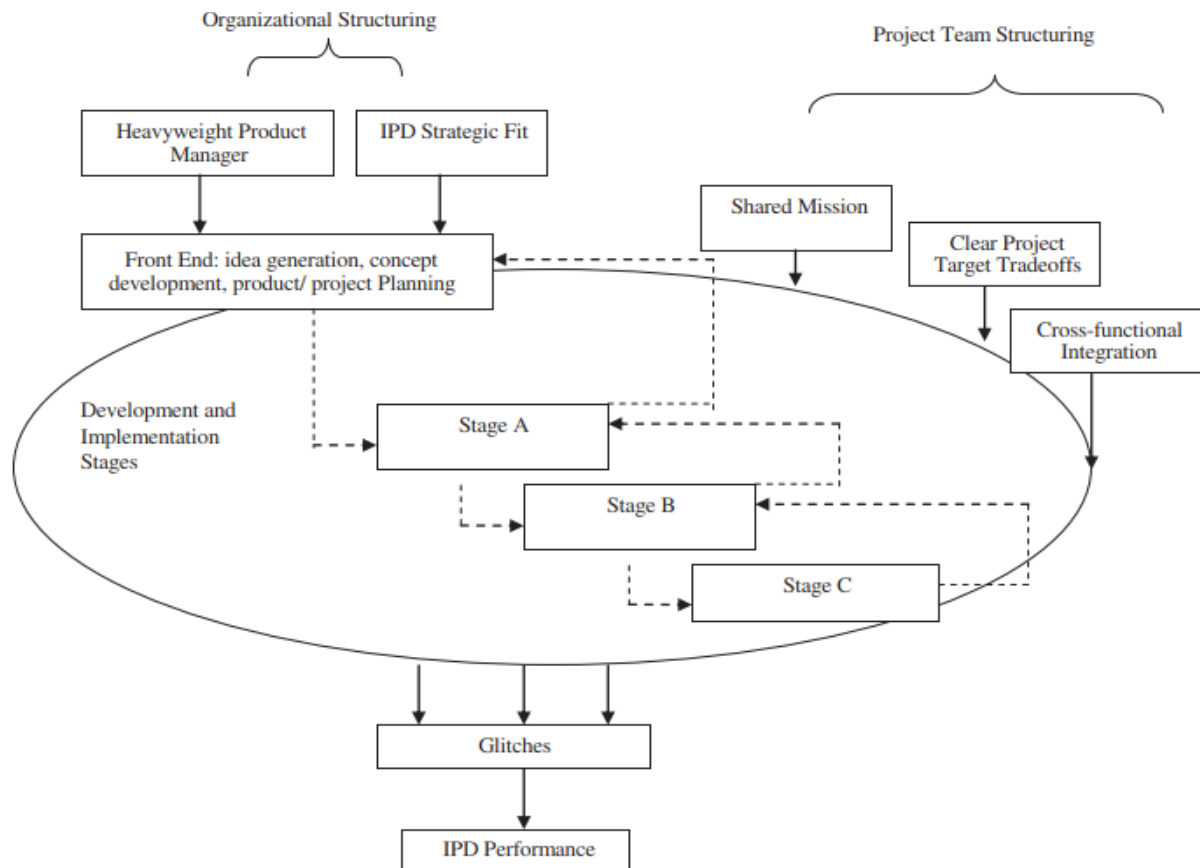 Organizational Structuring
Project Team Structuring
Heavyweight Product
Manager
IPD Strategic Fit
Shared Mission
Clear Project
Target Tradeoffs
Front End: idea generation, concept
development, product/ project Planning
Cross-functional
Integration
Development and
Implementation
Stages
Stage A
Stage B
Stage C
Glitches
IPD Performance